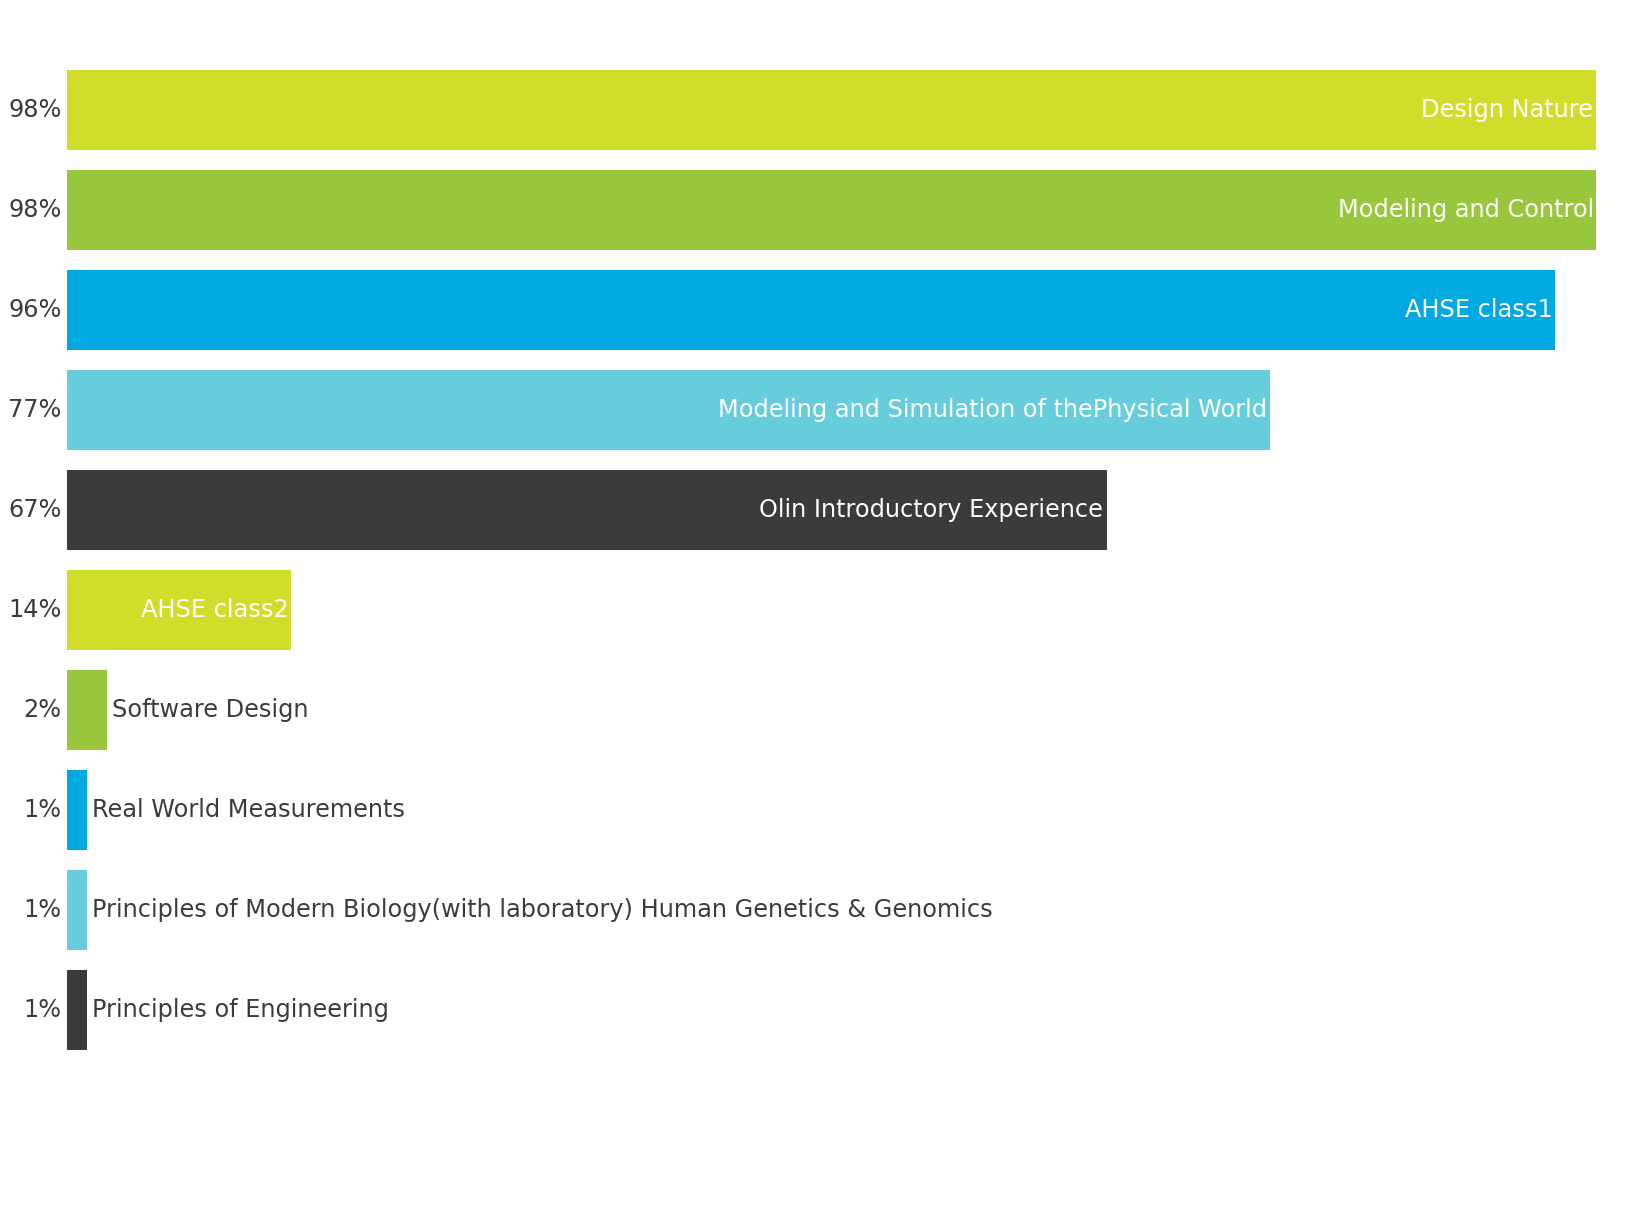 98% Design Nature
98% Modeling and Control
96% AHSE class1
77% Modeling and Simulation of thePhysical World
67% Olin Introductory Experience
14% AHSE class2
2% Software Design
1% Real World Measurements
1% Principles of Modern Biology(with laboratory) Human Genetics & Genomics
1% Principles of Engineering